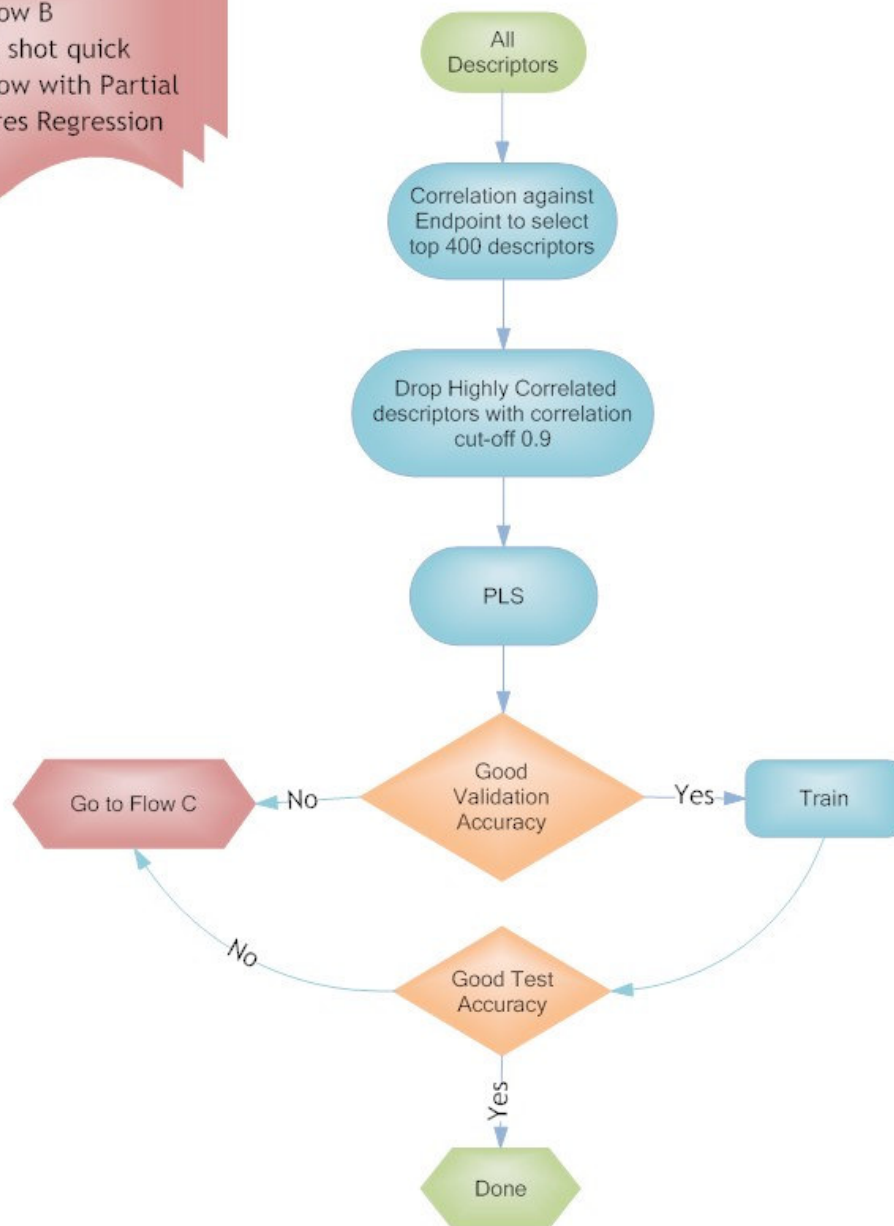 ow B
shot quick
ow with Partial
res Regression
All
Descriptors
Correlation against
Endpoint to select
top 400 descriptors
Drop Highly Correlated
descriptors with correlation
cut-off 0.9
PLS
Good
Validation
Accuracy
No
Go to Flow C
Yes
Train
Good Test
Accuracy
No
Yes
Done